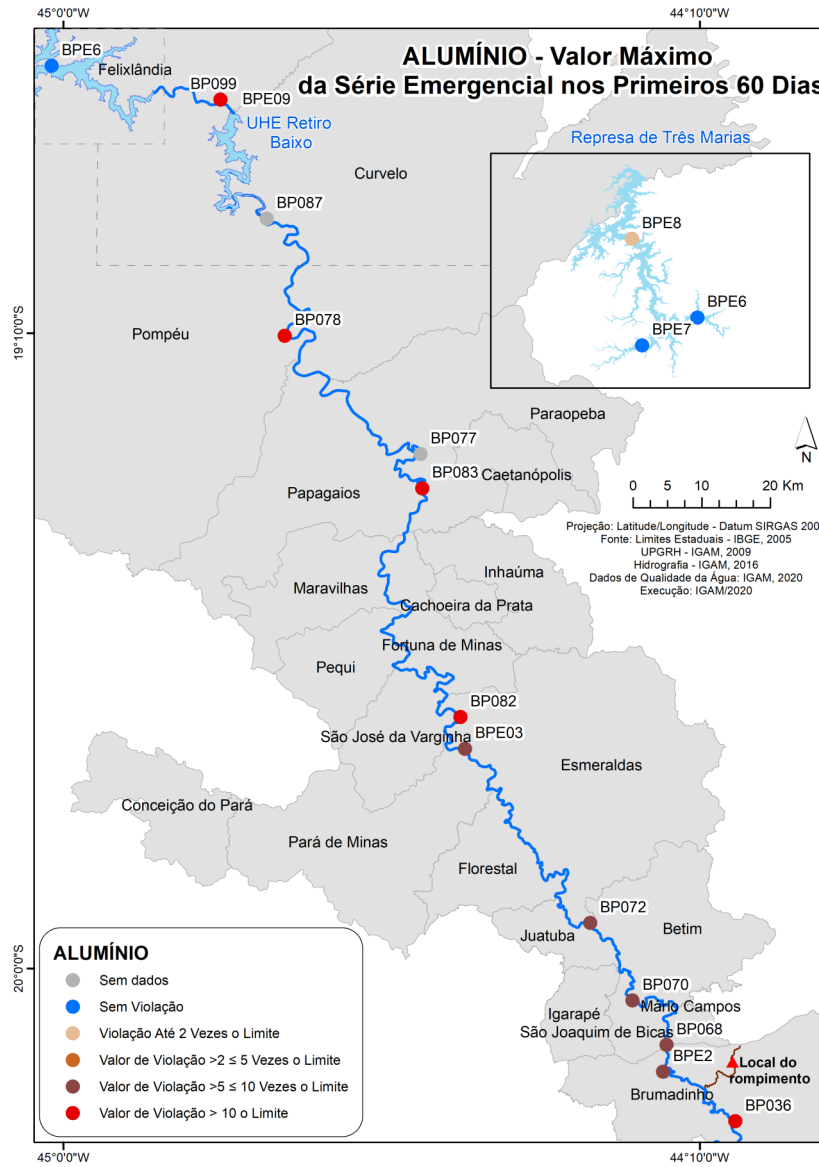 45°0'0"W
44°10'0"W
ALUMÍNIO - Valor Máximo
da Série Emergencial nos Primeiros 60 Dias
BPE6
Felixlândia
BP099
BPE09
UHE Retiro
Baixo
Represa de Três Marias
Curvelo
BP087
BPE8
BPE6
BPE7
19°10'0"S
Pompéu
BP078
Paraopeba
BP077
Caetanópolis
BP083
Papagaios
N
0 5 10 20 Km
Projeção: Latitude/Longitude - Datum SIRGAS 200
Fonte: Limites Estaduais - IBGE, 2005
UPGRH - IGAM, 2009
Hidrografia - IGAM, 2016
Dados de Qualidade da Água: IGAM, 2020
Execução: IGAM/2020
Inhaúma
Maravilhas
Cachoeira da Prata
Fortuna de Minas
Pequi
BP082
São José da Varginha
BPE03
Esmeraldas
Conceição do Pará
Pará de Minas
Florestal
BP072
Juatuba
Betim
20°0'0"S
BP070
Mário Campos
Igarapé
São Joaquim de Bicas
BP068
BPE2
Local do
rompimento
Brumadinho
BP036
ALUMÍNIO
Sem dados
Sem Violação
Violação Até 2 Vezes o Limite
Valor de Violação >2 ≤ 5 Vezes o Limite
Valor de Violação >5 ≤ 10 Vezes o Limite
Valor de Violação > 10 o Limite
45°0'0"W
44°10'0"W